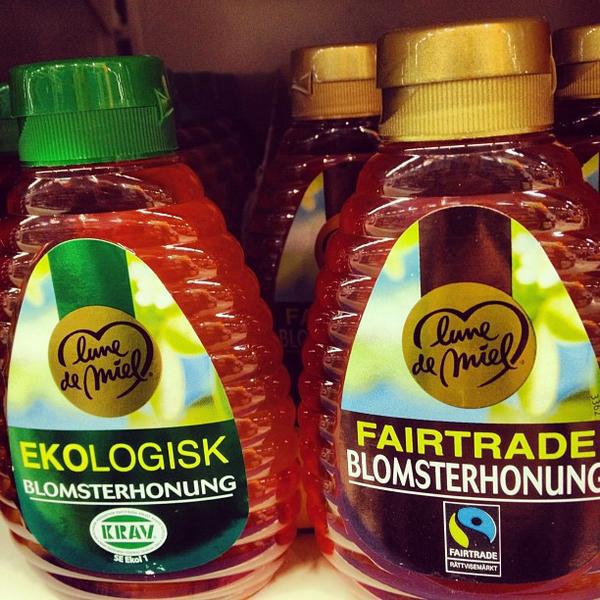 lune
de miel
EKOLOGISK
BLOMSTERHONUNG
KRAV
SE Ekol 1
lune
de miel
FAIRTRADE
BLOMSTERHONUNG
FAIRTRADE
RÄTTVISEMÄRKT